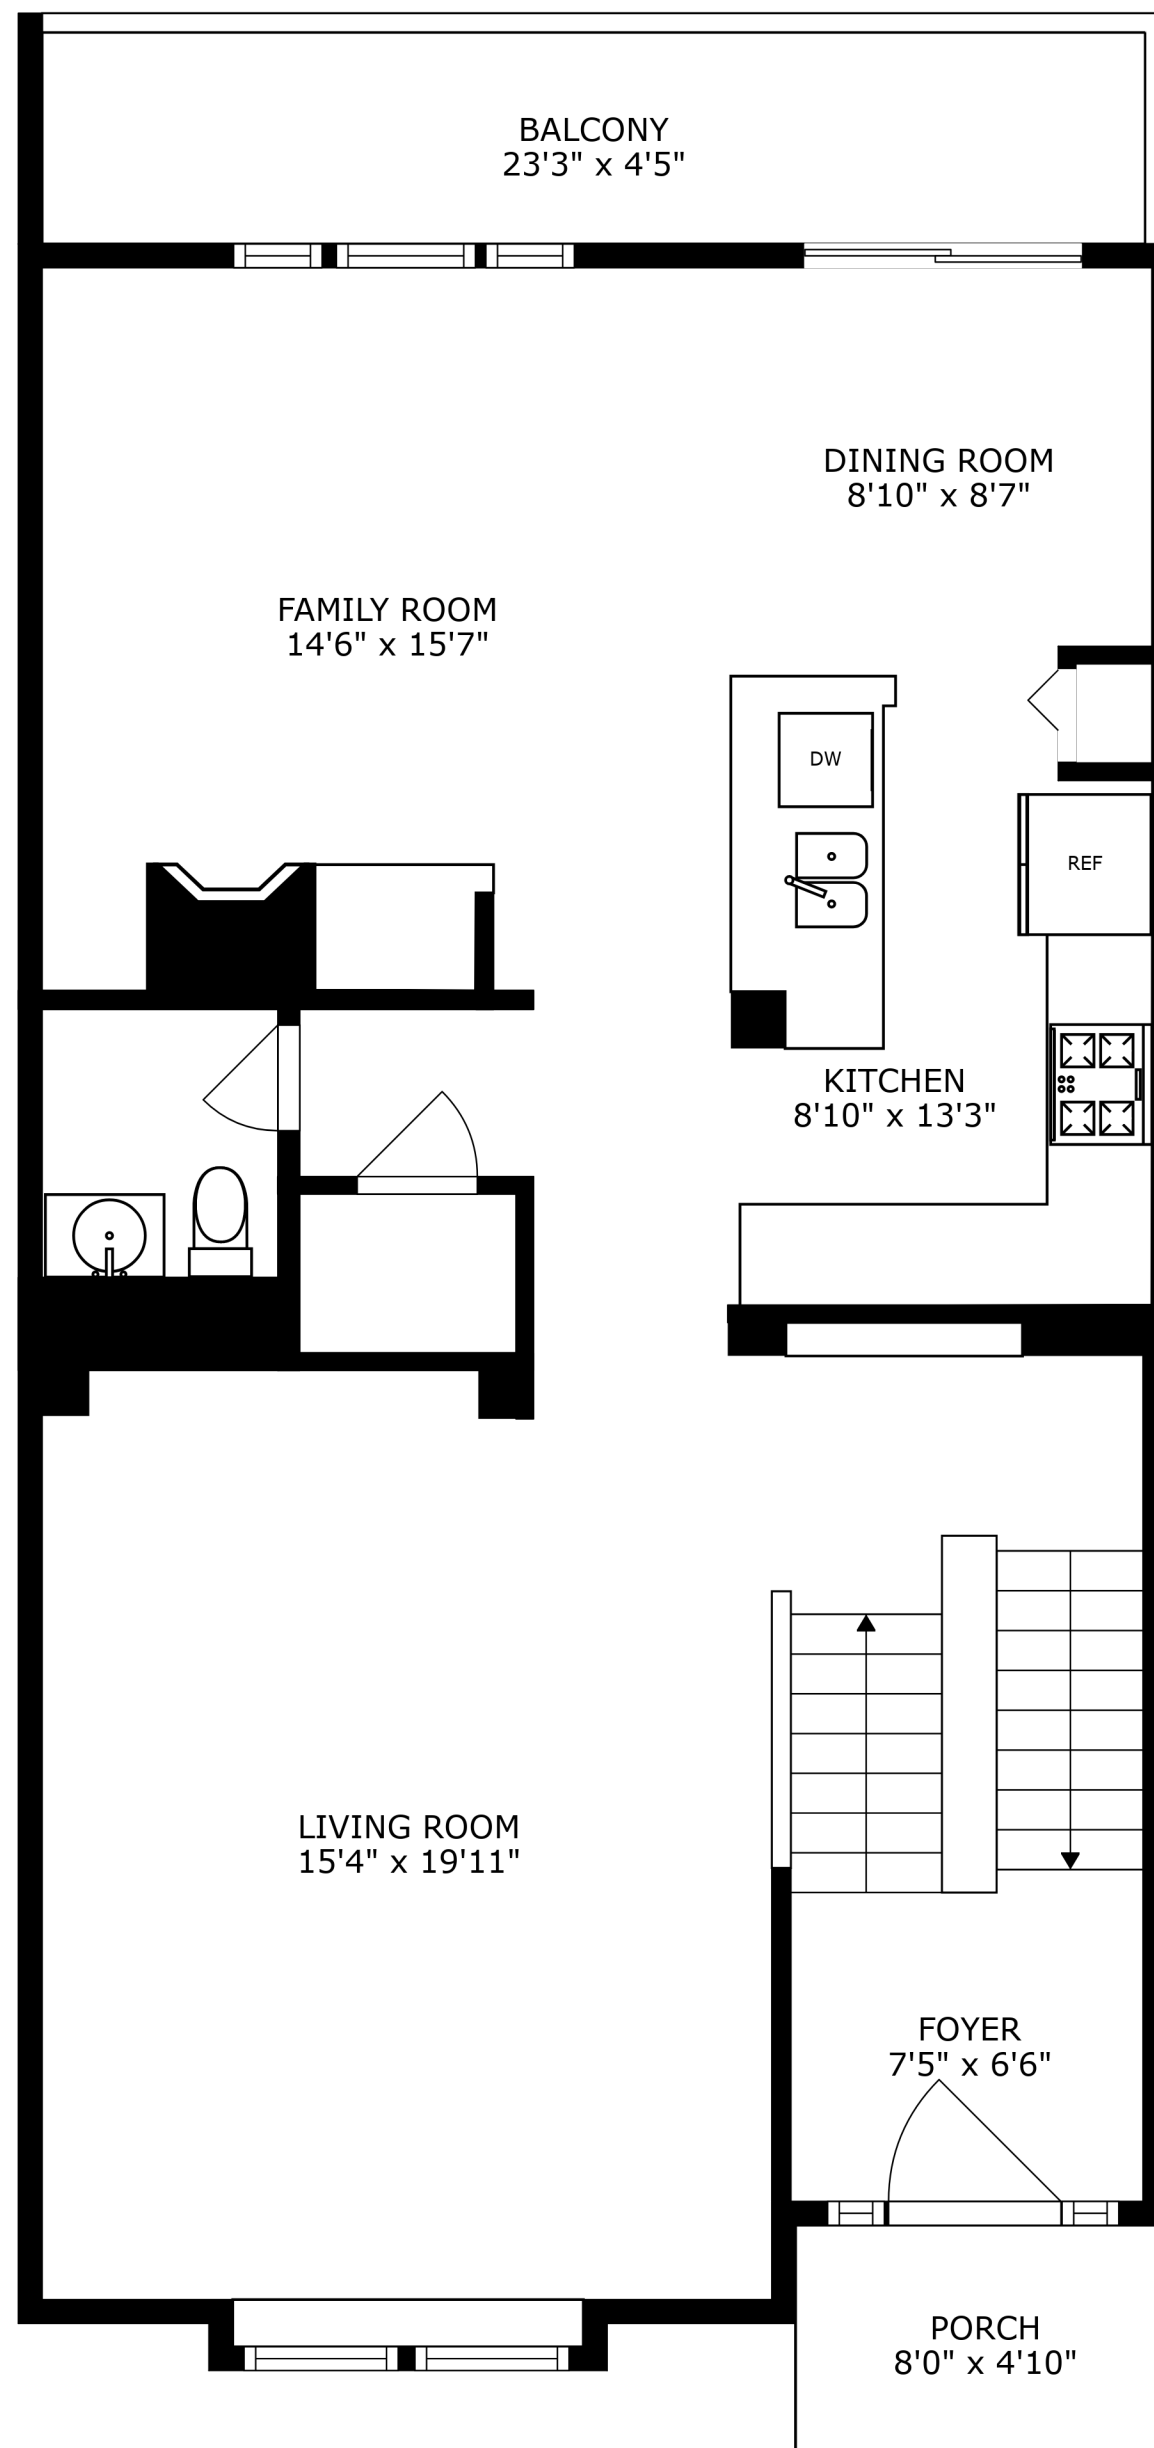 BALCONY
23'3" x 4'5"
DINING ROOM
8'10" x 8'7"
FAMILY ROOM
14'6" x 15'7"
DW
REF
KITCHEN
8'10" x 13'3"
LIVING ROOM
15'4" x 19'11"
FOYER
7'5" x 6'6"
PORCH
8'0" x 4'10"